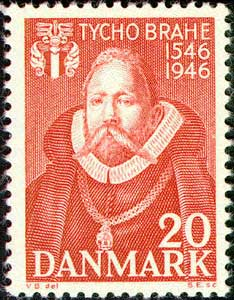 TYCHO BRAHE
1546
1946
20
DANMARK
V.B. del
S.E. sc